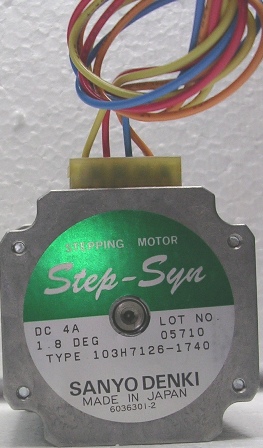 STEPPING MOTOR
Step-Syn
DC 4A LOT NO.
1.8 DEG 05710
TYPE 103H7126-1740
SANYO DENKI
MADE IN JAPAN
6036301-2